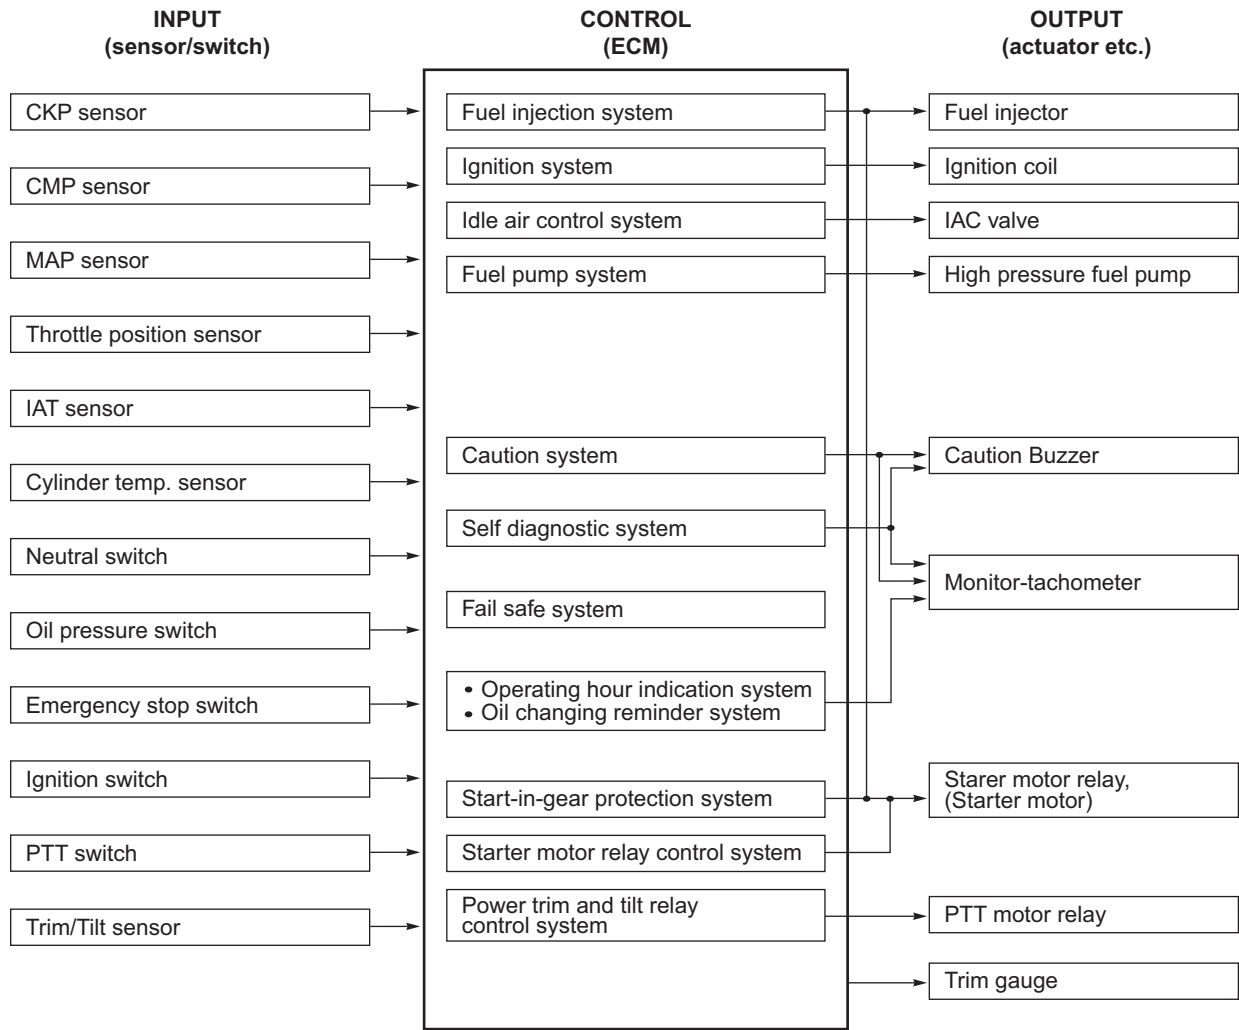 INPUT
(sensor/switch)
CKP sensor
CMP sensor
MAP sensor
Throttle position sensor
IAT sensor
Cylinder temp. sensor
Neutral switch
Oil pressure switch
Emergency stop switch
Ignition switch
PTT switch
Trim/Tilt sensor
CONTROL
(ECM)
Fuel injection system
Ignition system
Idle air control system
Fuel pump system
Caution system
Self diagnostic system
Fail safe system
• Operating hour indication system
• Oil changing reminder system
Start-in-gear protection system
Starter motor relay control system
Power trim and tilt relay
control system
OUTPUT
(actuator etc.)
Fuel injector
Ignition coil
IAC valve
High pressure fuel pump
Caution Buzzer
Monitor-tachometer
Starer motor relay,
(Starter motor)
PTT motor relay
Trim gauge